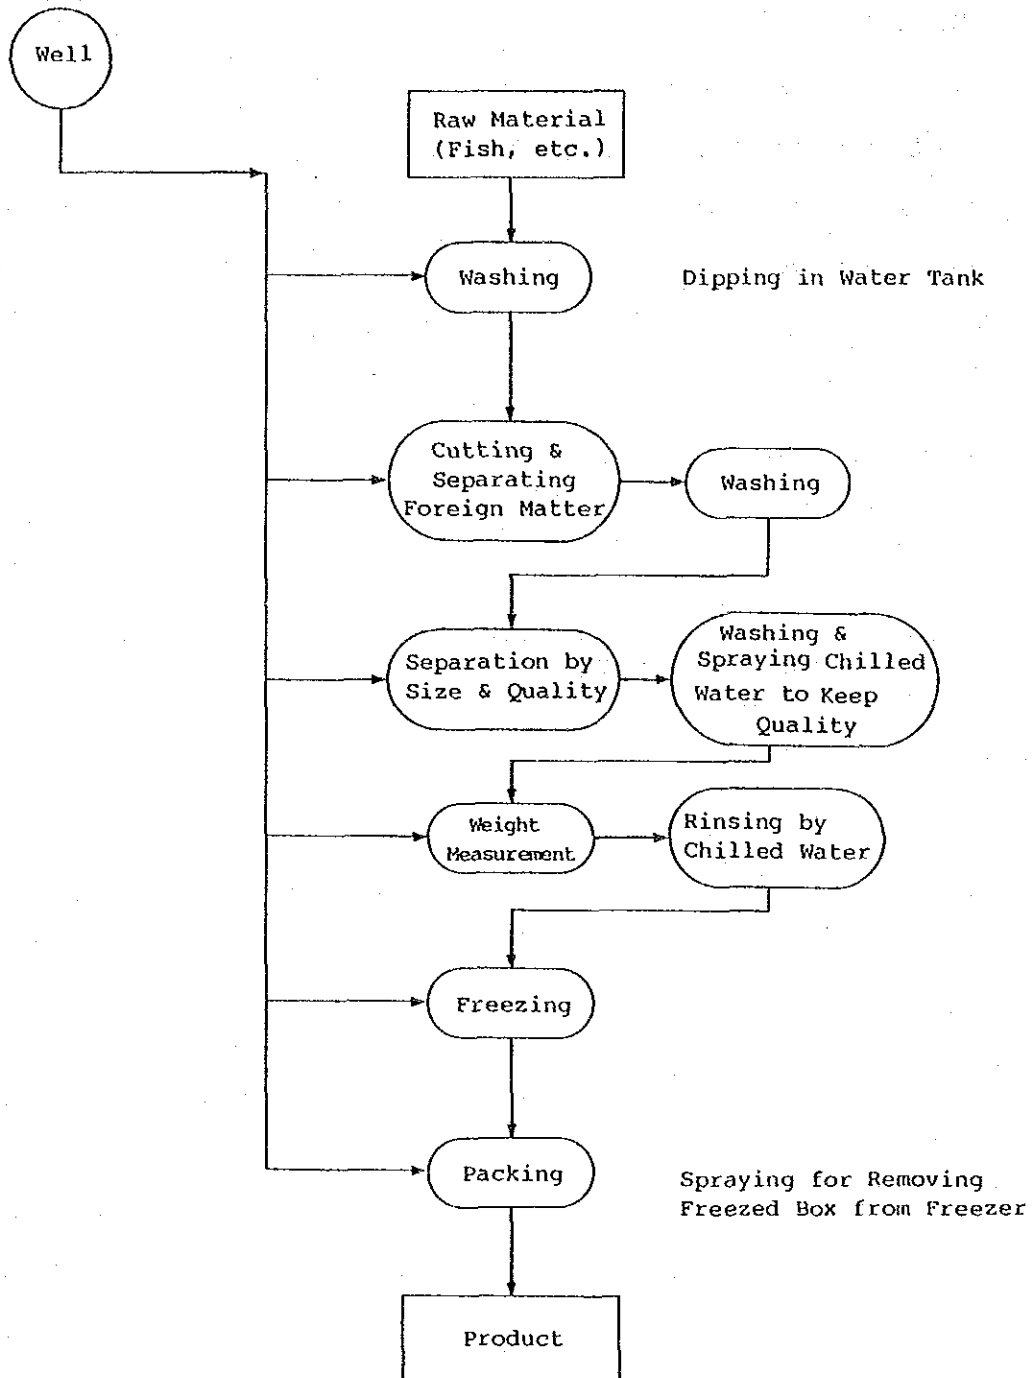 Well
Raw Material
(Fish, etc.)
Washing
Dipping in Water Tank
Cutting &
Separating
Foreign Matter
Washing
Separation by
Size & Quality
Washing &
Spraying Chilled
Water to Keep
Quality
Weight
Measurement
Rinsing by
Chilled Water
Freezing
Packing
Spraying for Removing
Freezed Box from Freezer
Product